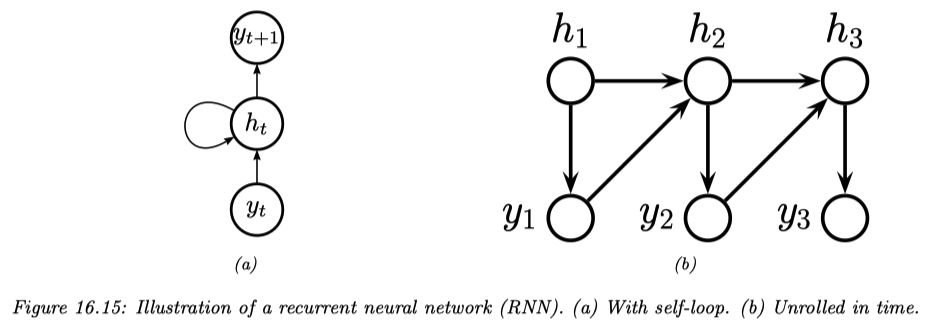 y_{t+1}
h_t
y_t
(a)
h_1 h_2 h_3
y_1 y_2 y_3
(b)
Figure 16.15: Illustration of a recurrent neural network (RNN). (a) With self-loop. (b) Unrolled in time.